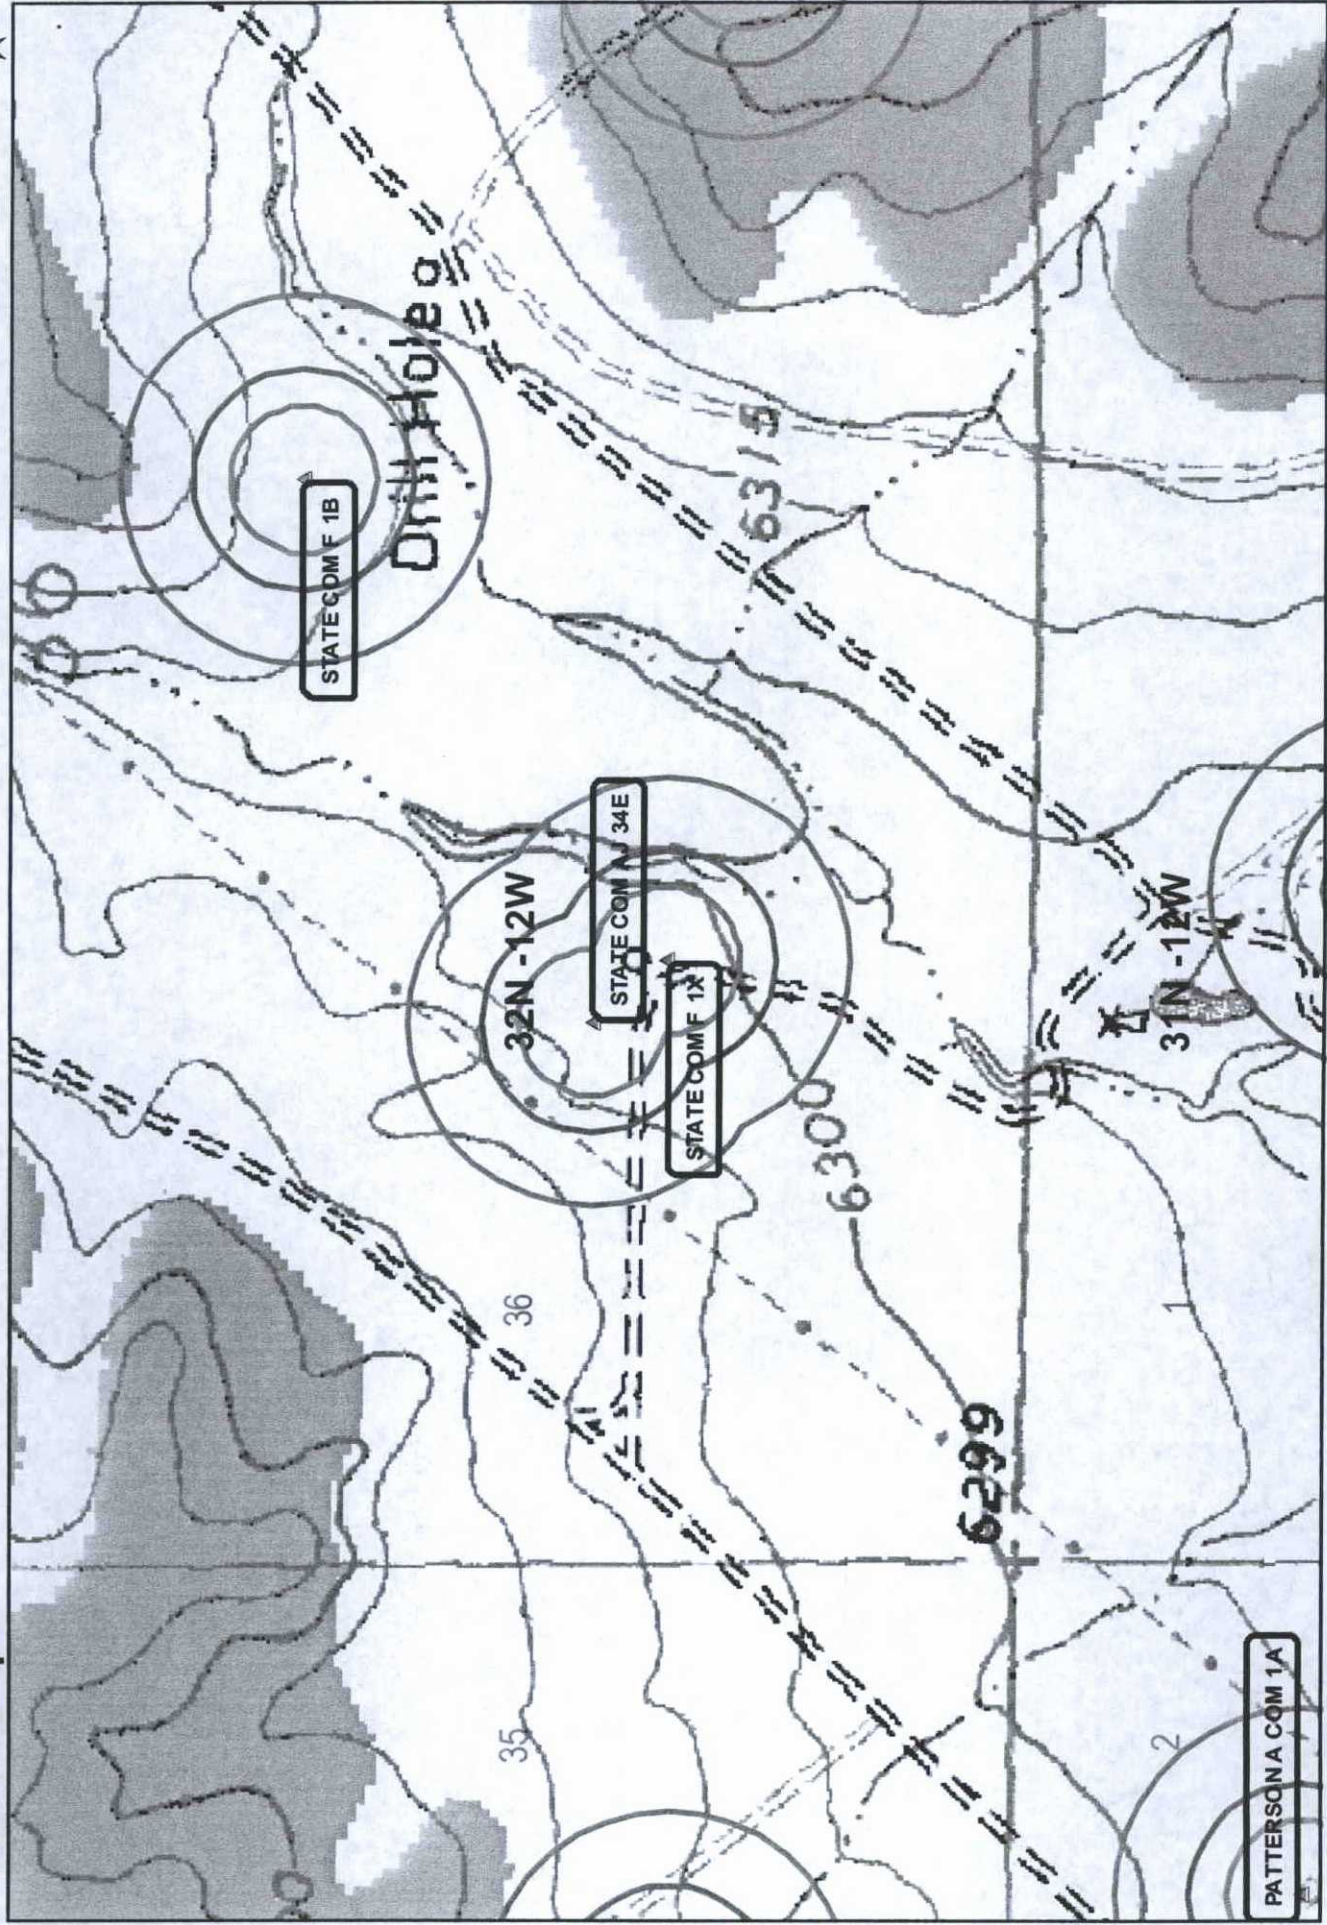 STATE COM F 1B
Drill Hole
6315
STATE COM AJ 34E
32N -12W
STATE COM F 1X
6300
31N -12W
36
1
6299
35
2
PATTERSON A COM 1A